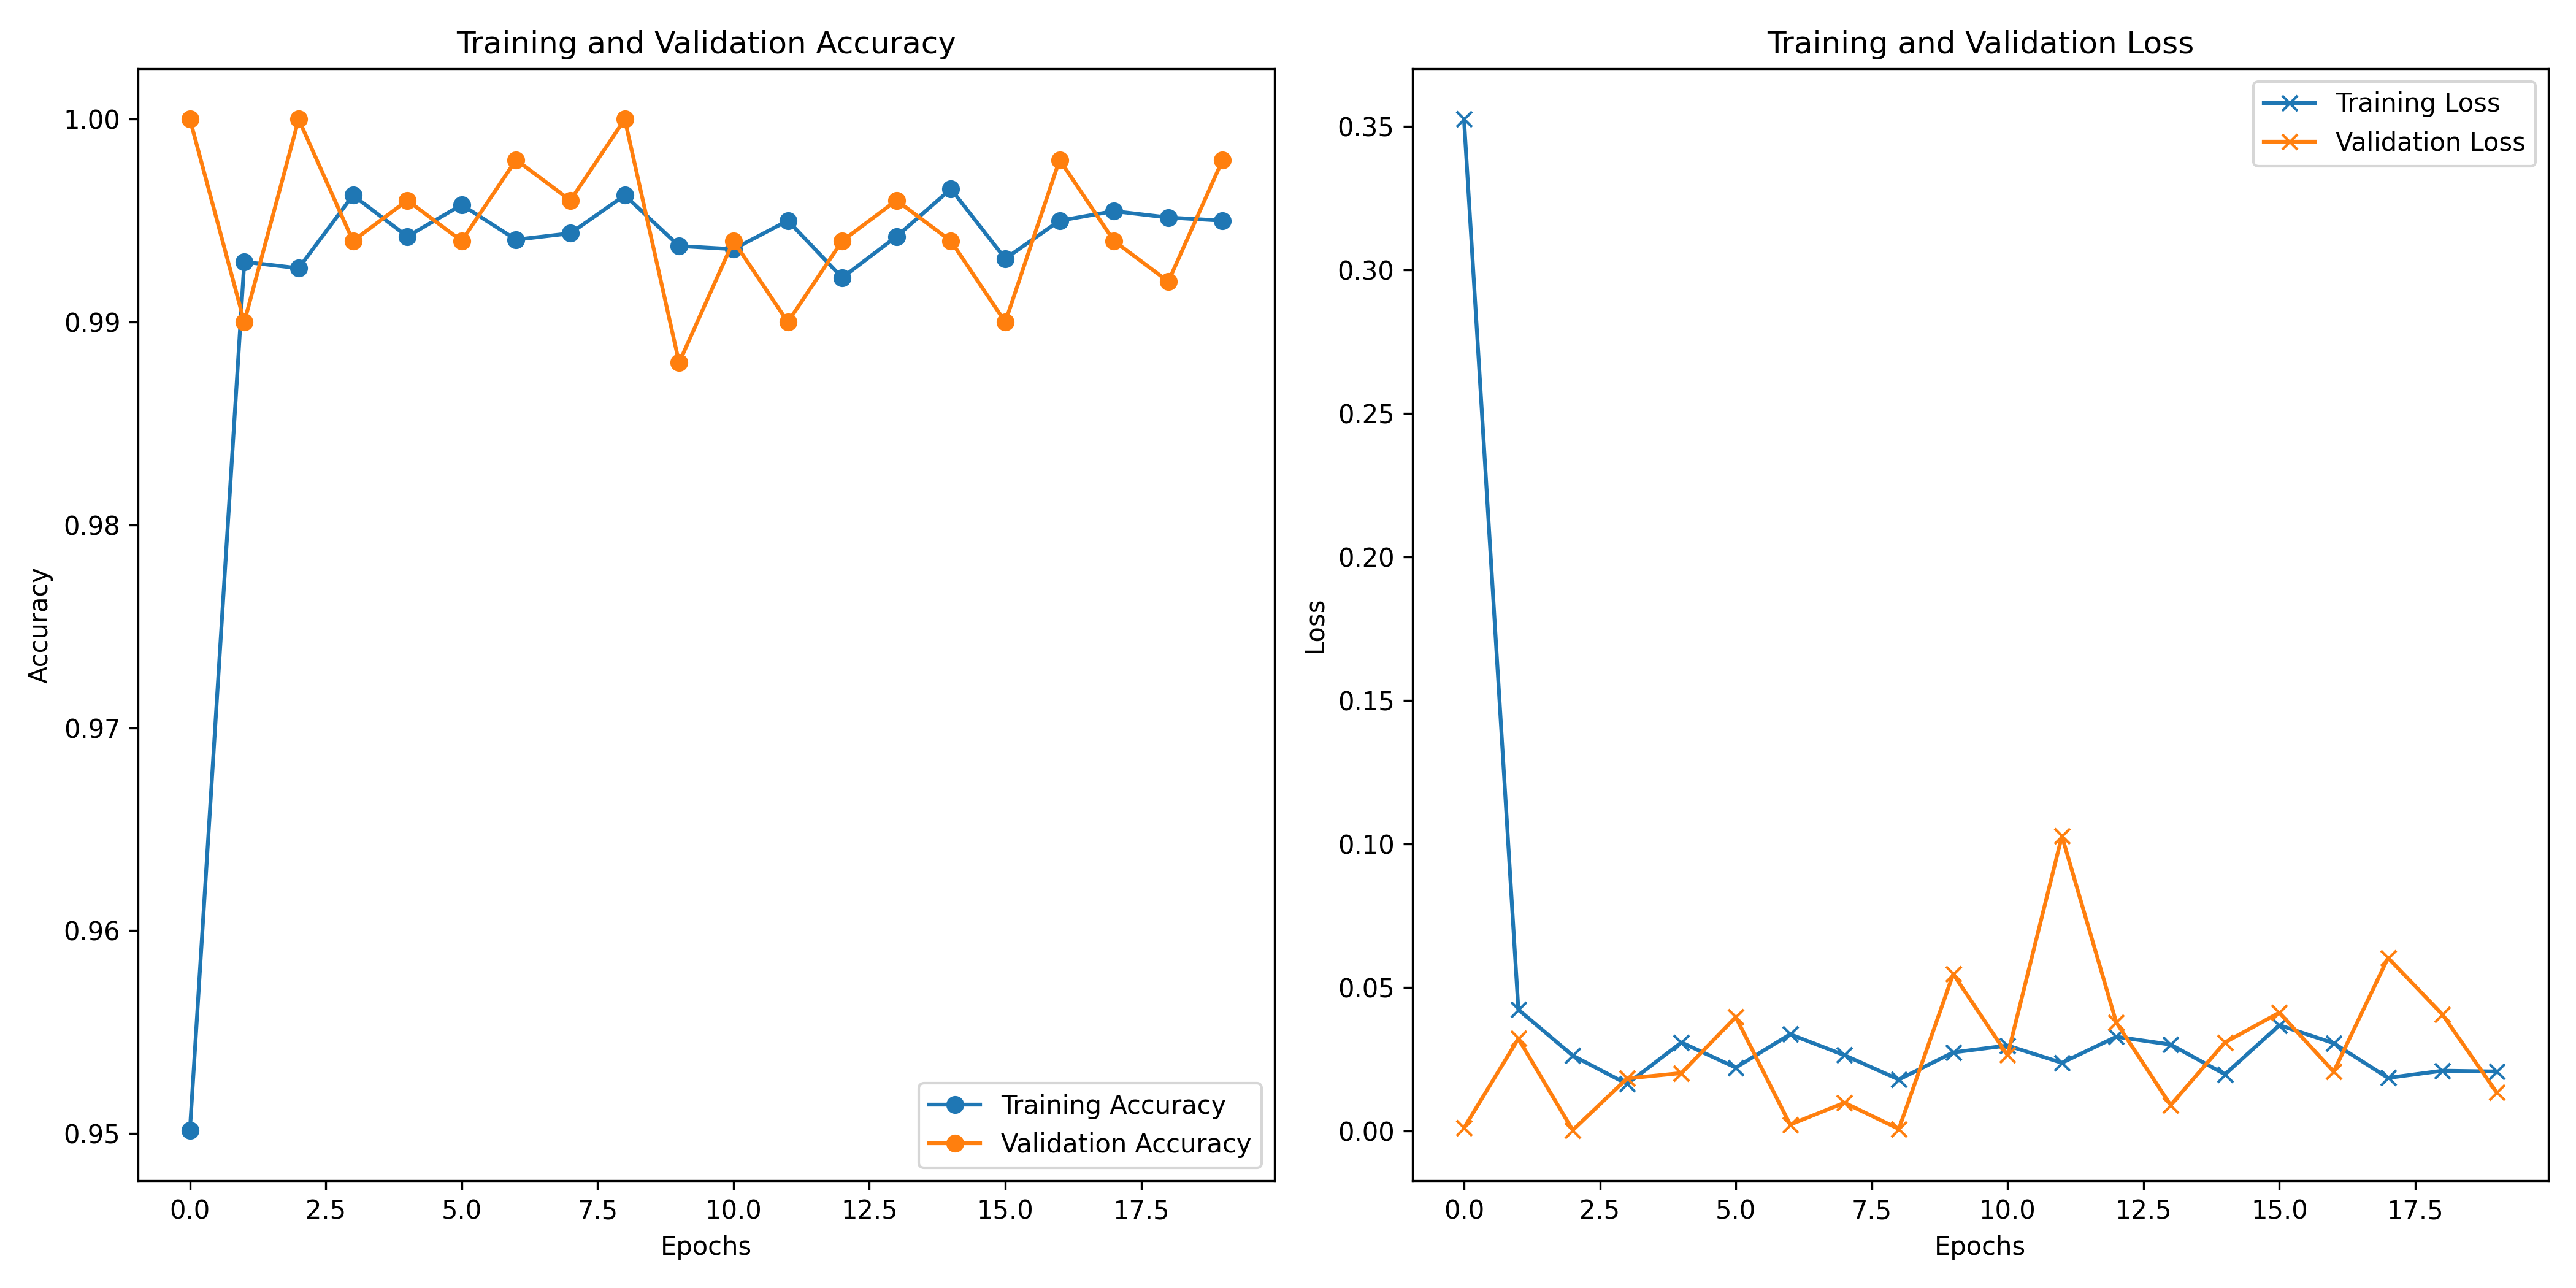 Training and Validation Accuracy
1.00
0.99
0.98
0.97
0.96
0.95
Accuracy
0.0 2.5 5.0 7.5 10.0 12.5 15.0 17.5
Epochs
Training Accuracy
Validation Accuracy
Training and Validation Loss
0.35
0.30
0.25
0.20
0.15
0.10
0.05
0.00
Loss
0.0 2.5 5.0 7.5 10.0 12.5 15.0 17.5
Epochs
Training Loss
Validation Loss